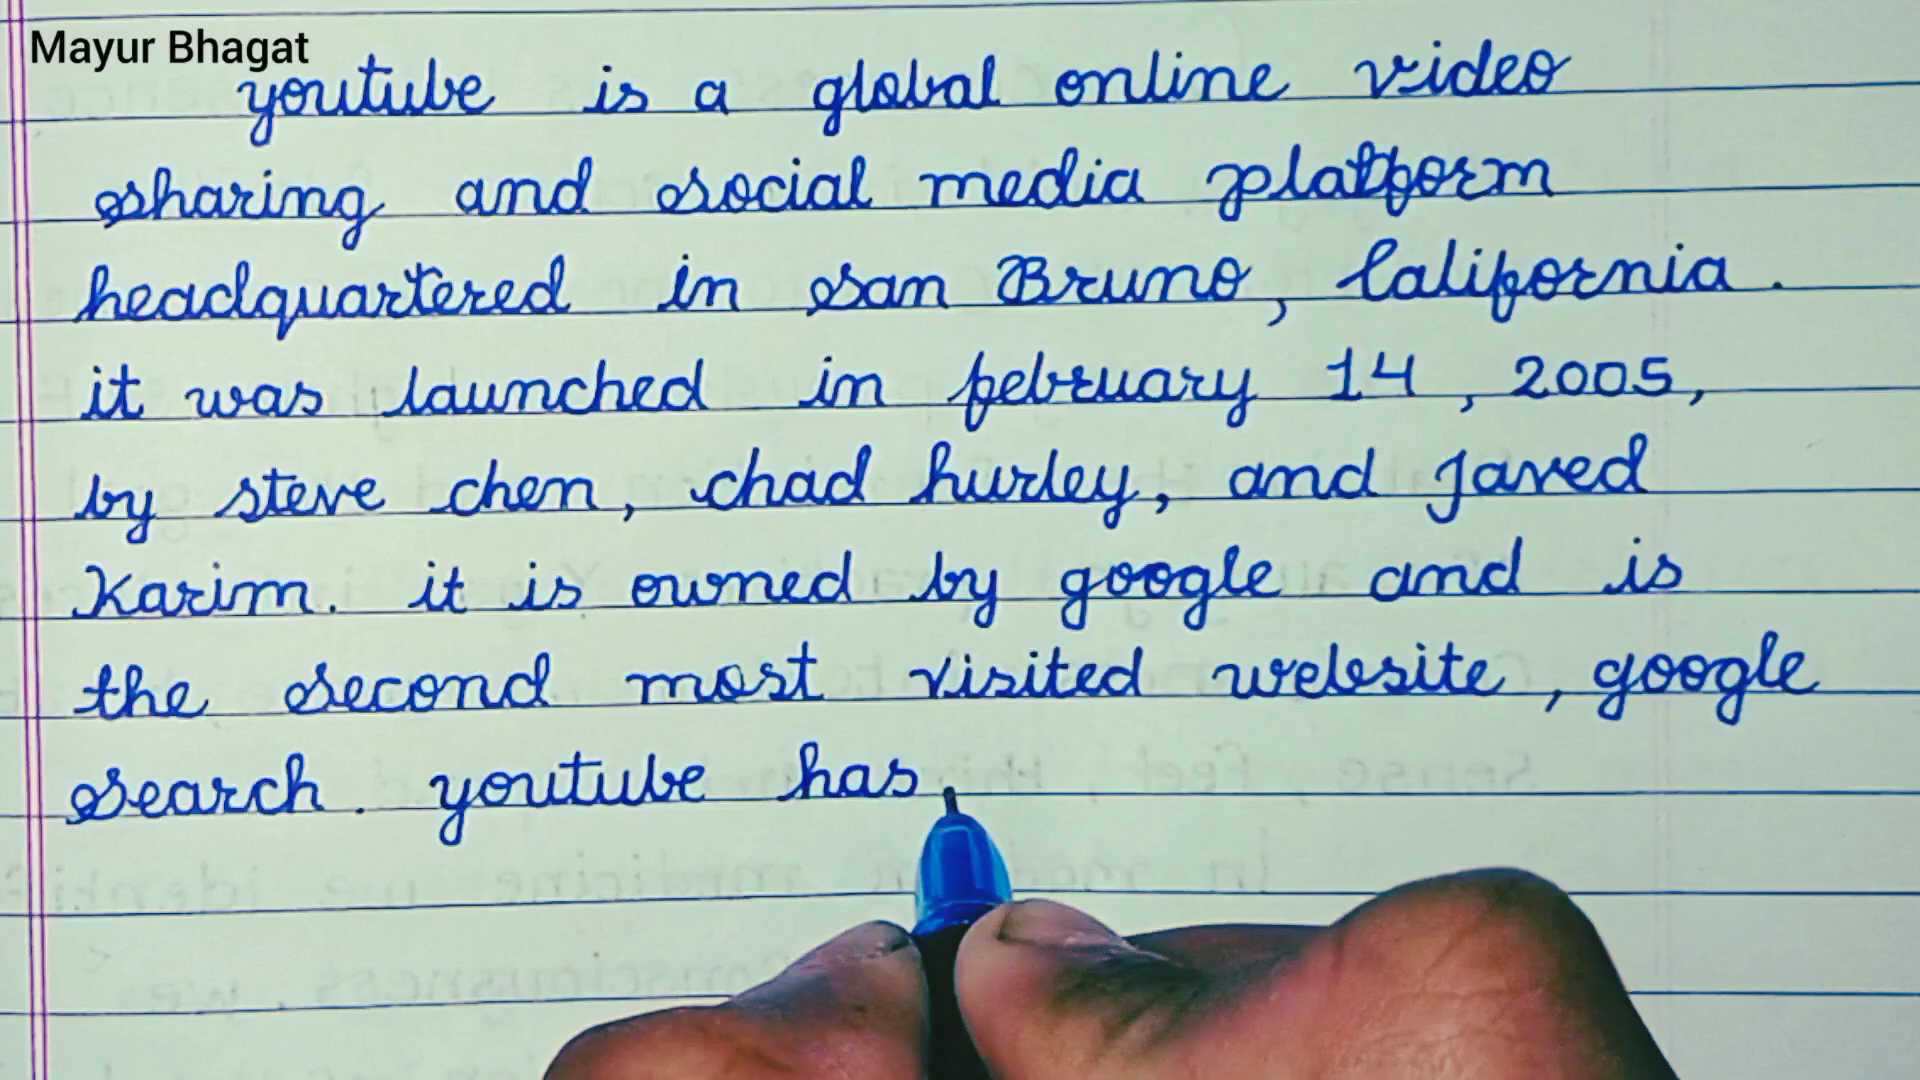 Mayur Bhagat
youtube is a global online video
sharing and social media platform
headquartered in san Bruno, California.
it was launched in february 14, 2005,
by steve chen, chad hurley, and Javed
Karim. it is owned by google and is
the second most visited website, google
search. youtube has